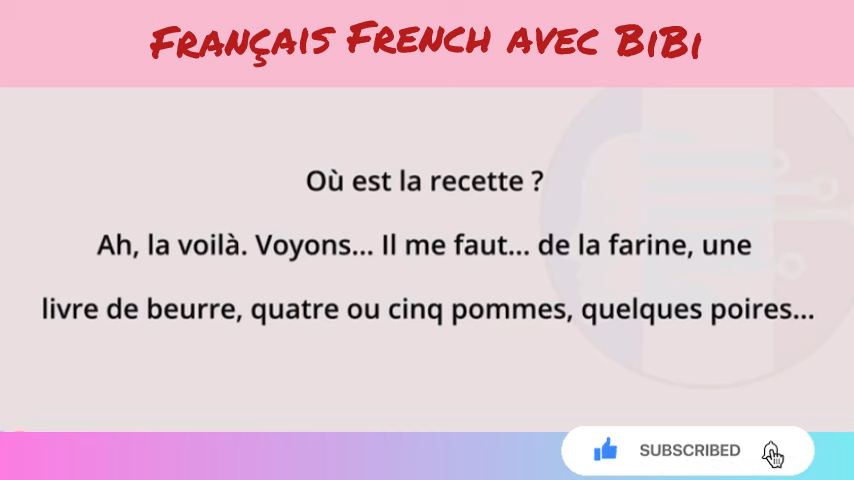 Français French avec BiBi
Où est la recette ?
Ah, la voilà. Voyons... Il me faut... de la farine, une
livre de beurre, quatre ou cinq pommes, quelques poires...
SUBSCRIBED